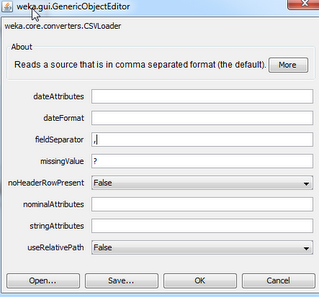 weka.gui.GenericObjectEditor
weka.core.converters.CSVLoader
About
Reads a source that is in comma separated format (the default). More
dateAttributes
dateFormat
fieldSeparator ,
missingValue ?
noHeaderRowPresent False
nominalAttributes
stringAttributes
useRelativePath False
Open... Save... OK Cancel